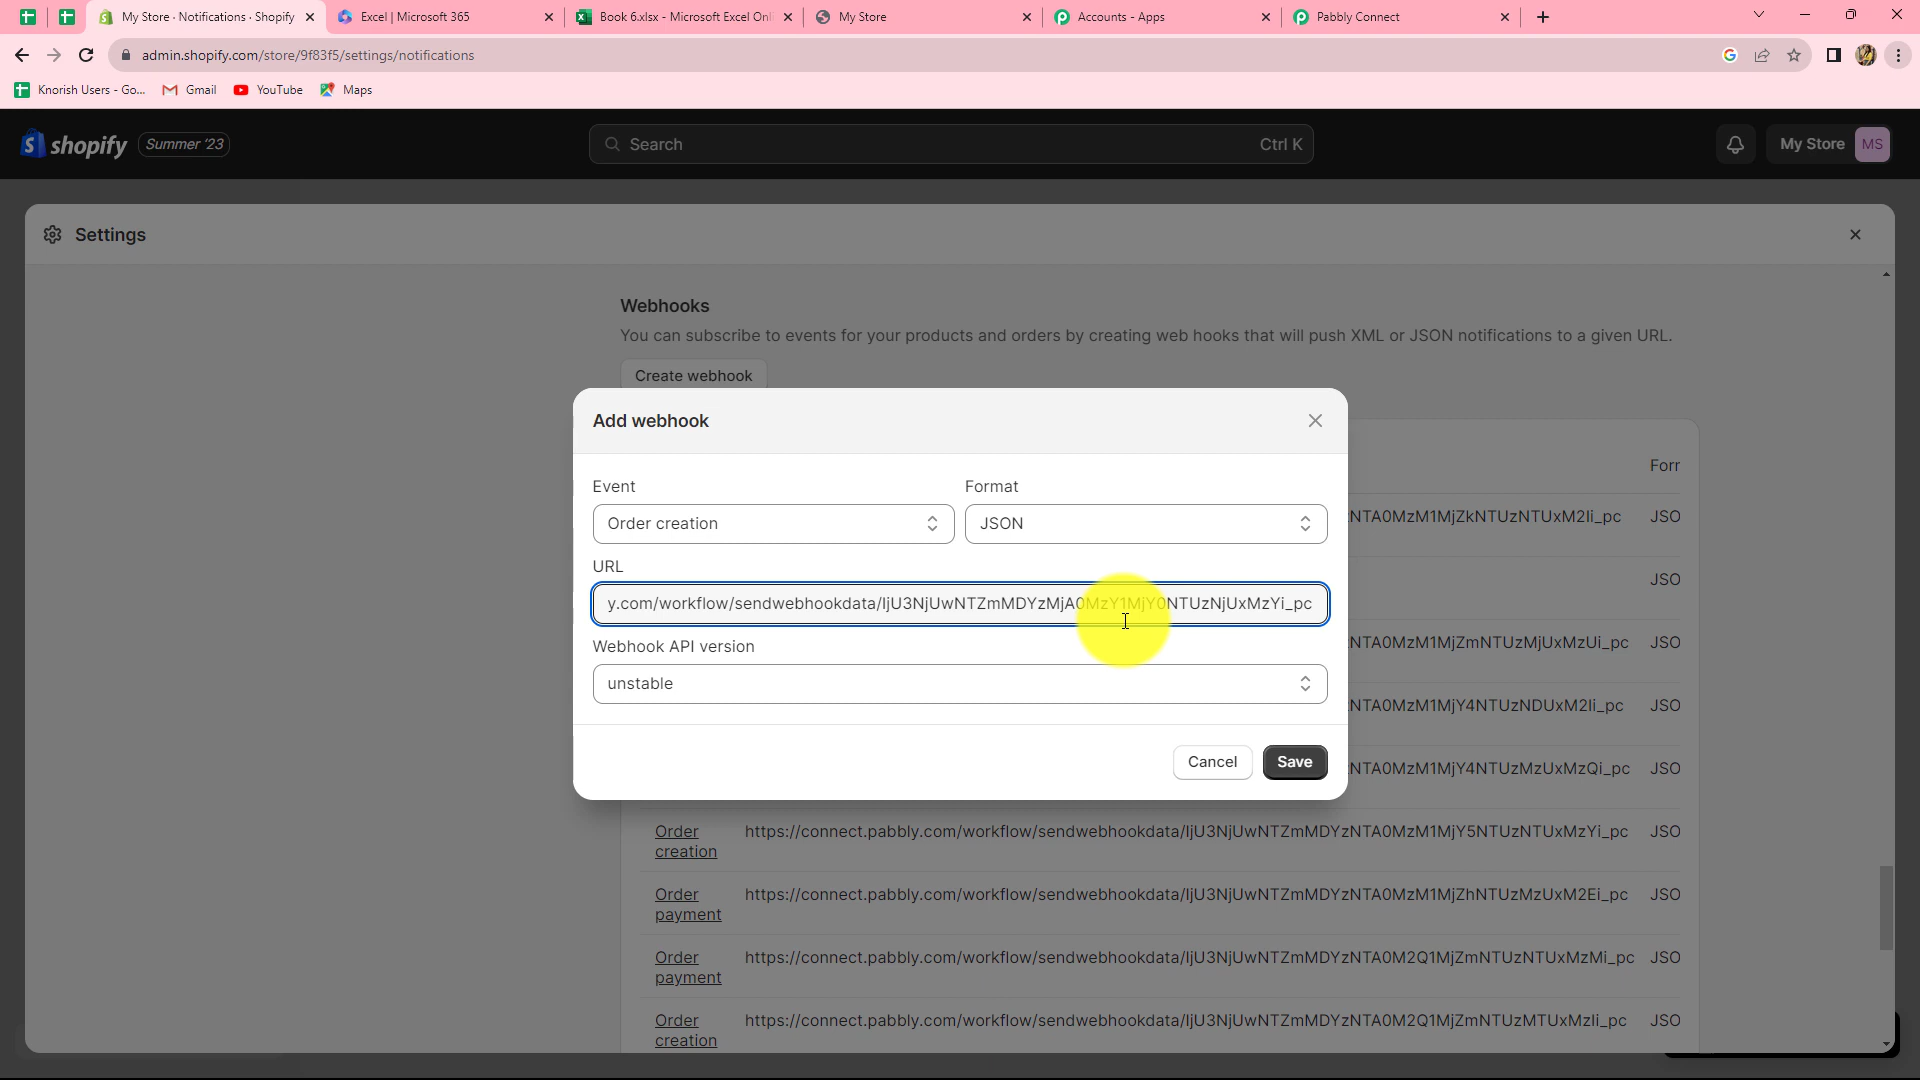 My Store · Notifications · Shopify
Excel | Microsoft 365
Book 6.xlsx - Microsoft Excel Onli
My Store
Accounts - Apps
Pabbly Connect
admin.shopify.com/store/9f83f5/settings/notifications
Knorish Users - Go...
Gmail
YouTube
Maps
shopify
Summer '23
Search
Ctrl K
My Store
MS
Settings
Webhooks
You can subscribe to events for your products and orders by creating web hooks that will push XML or JSON notifications to a given URL.
Create webhook
Add webhook
Forr
Event
Format
Order creation
JSON
NTA0MzM1MjZkNTUzNTUxM2Ii_pc JSO
URL
JSO
y.com/workflow/sendwebhookdata/IjU3NjUwNTZmMDYzMjA0MzY1MjY0NTUzNjUxMzYi_pc
Webhook API version
NTA0MzM1MjZmNTUzMjUxMzUi_pc JSO
unstable
NTA0MzM1MjY4NTUzNDUxM2Ii_pc JSO
Cancel
Save
NTA0MzM1MjY4NTUzMzUxMzQi_pc JSO
Order creation
https://connect.pabbly.com/workflow/sendwebhookdata/IjU3NjUwNTZmMDYzNTA0MzM1MjY5NTUzNTUxMzYi_pc JSO
Order payment
https://connect.pabbly.com/workflow/sendwebhookdata/IjU3NjUwNTZmMDYzNTA0MzM1MjZhNTUzMzUxM2Ei_pc JSO
Order payment
https://connect.pabbly.com/workflow/sendwebhookdata/IjU3NjUwNTZmMDYzNTA0M2Q1MjZmNTUzNTUxMzMi_pc JSO
Order creation
https://connect.pabbly.com/workflow/sendwebhookdata/IjU3NjUwNTZmMDYzNTA0M2Q1MjZmNTUzMTUxMzIi_pc JSO